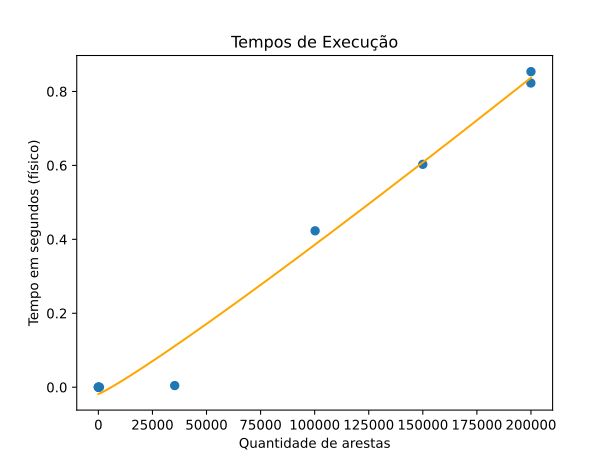 Tempos de Execução
0.8
0.6
0.4
0.2
0.0
Tempo em segundos (físico)
0 25000 50000 75000 100000 125000 150000 175000 200000
Quantidade de arestas